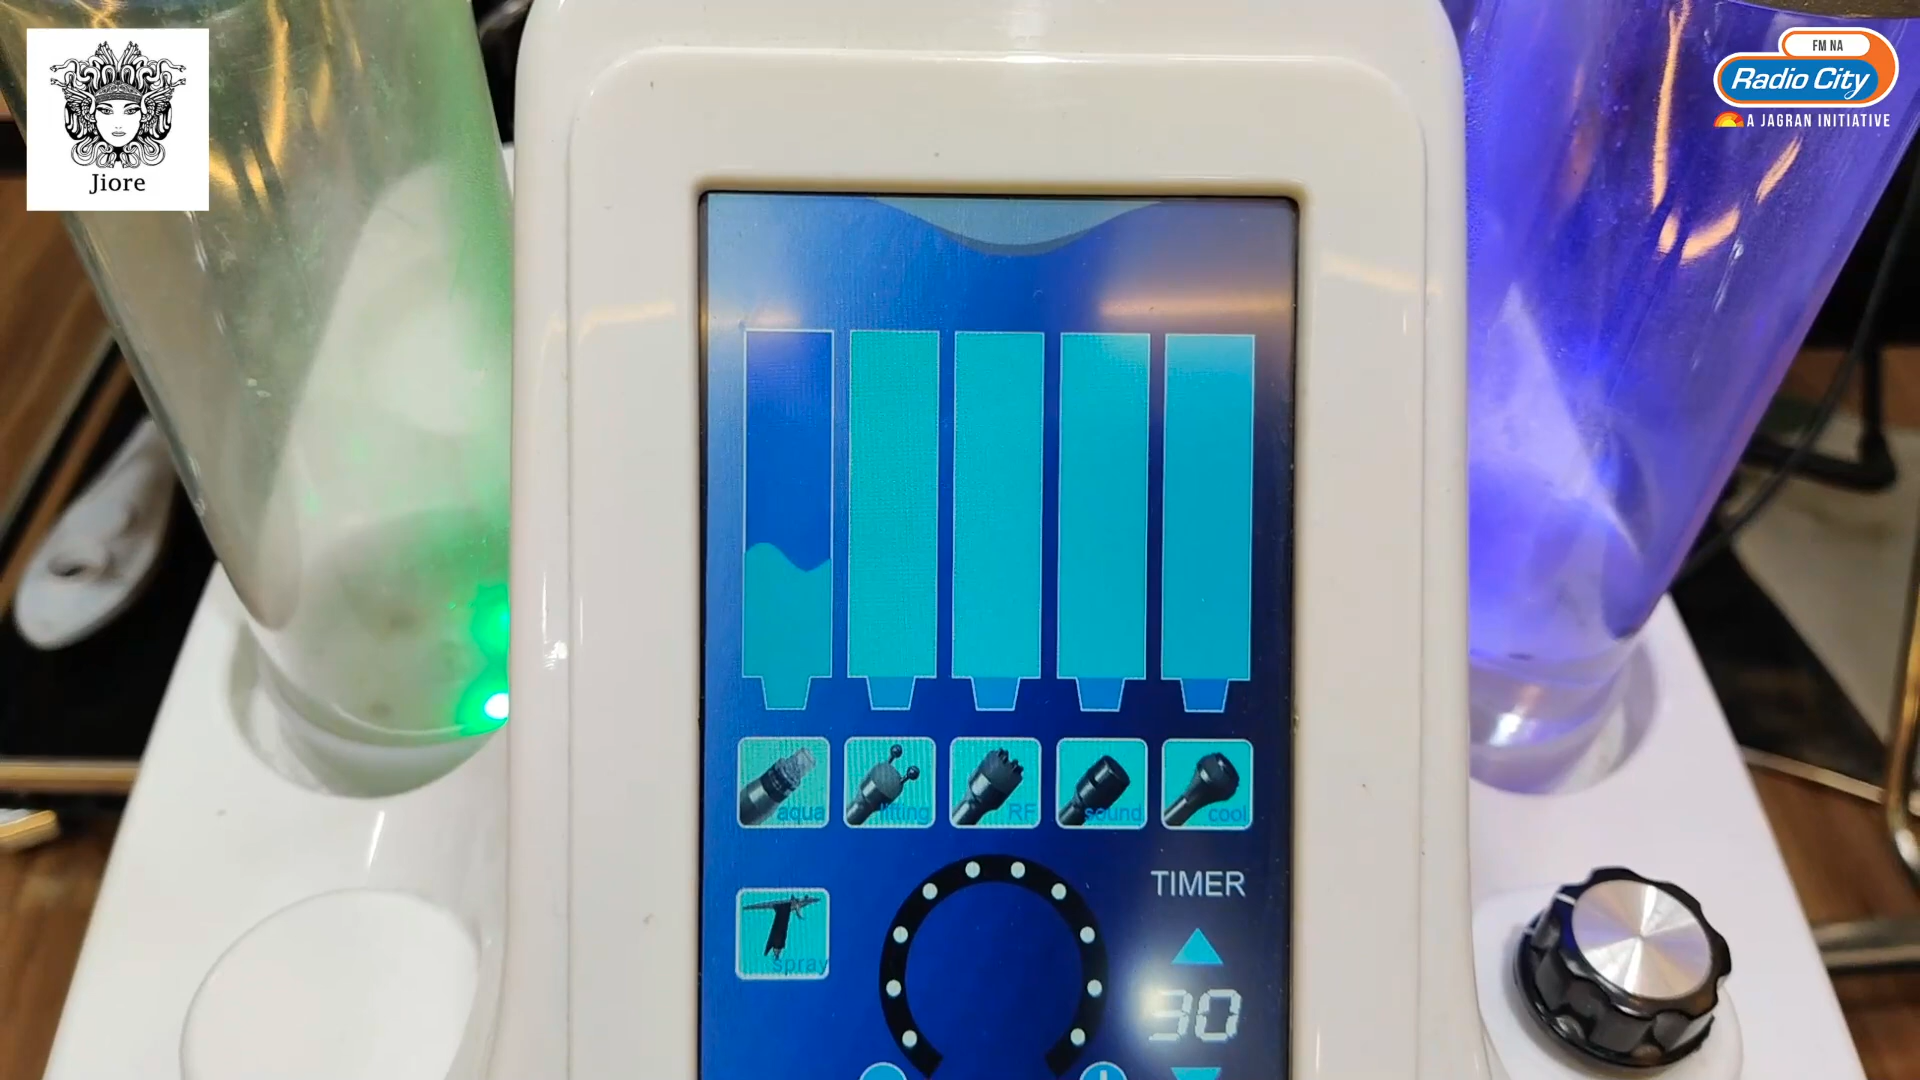 Jiore
FM NA
Radio City
A JAGRAN INITIATIVE
aqua
lifting
RF
sound
cool
spray
TIMER
30